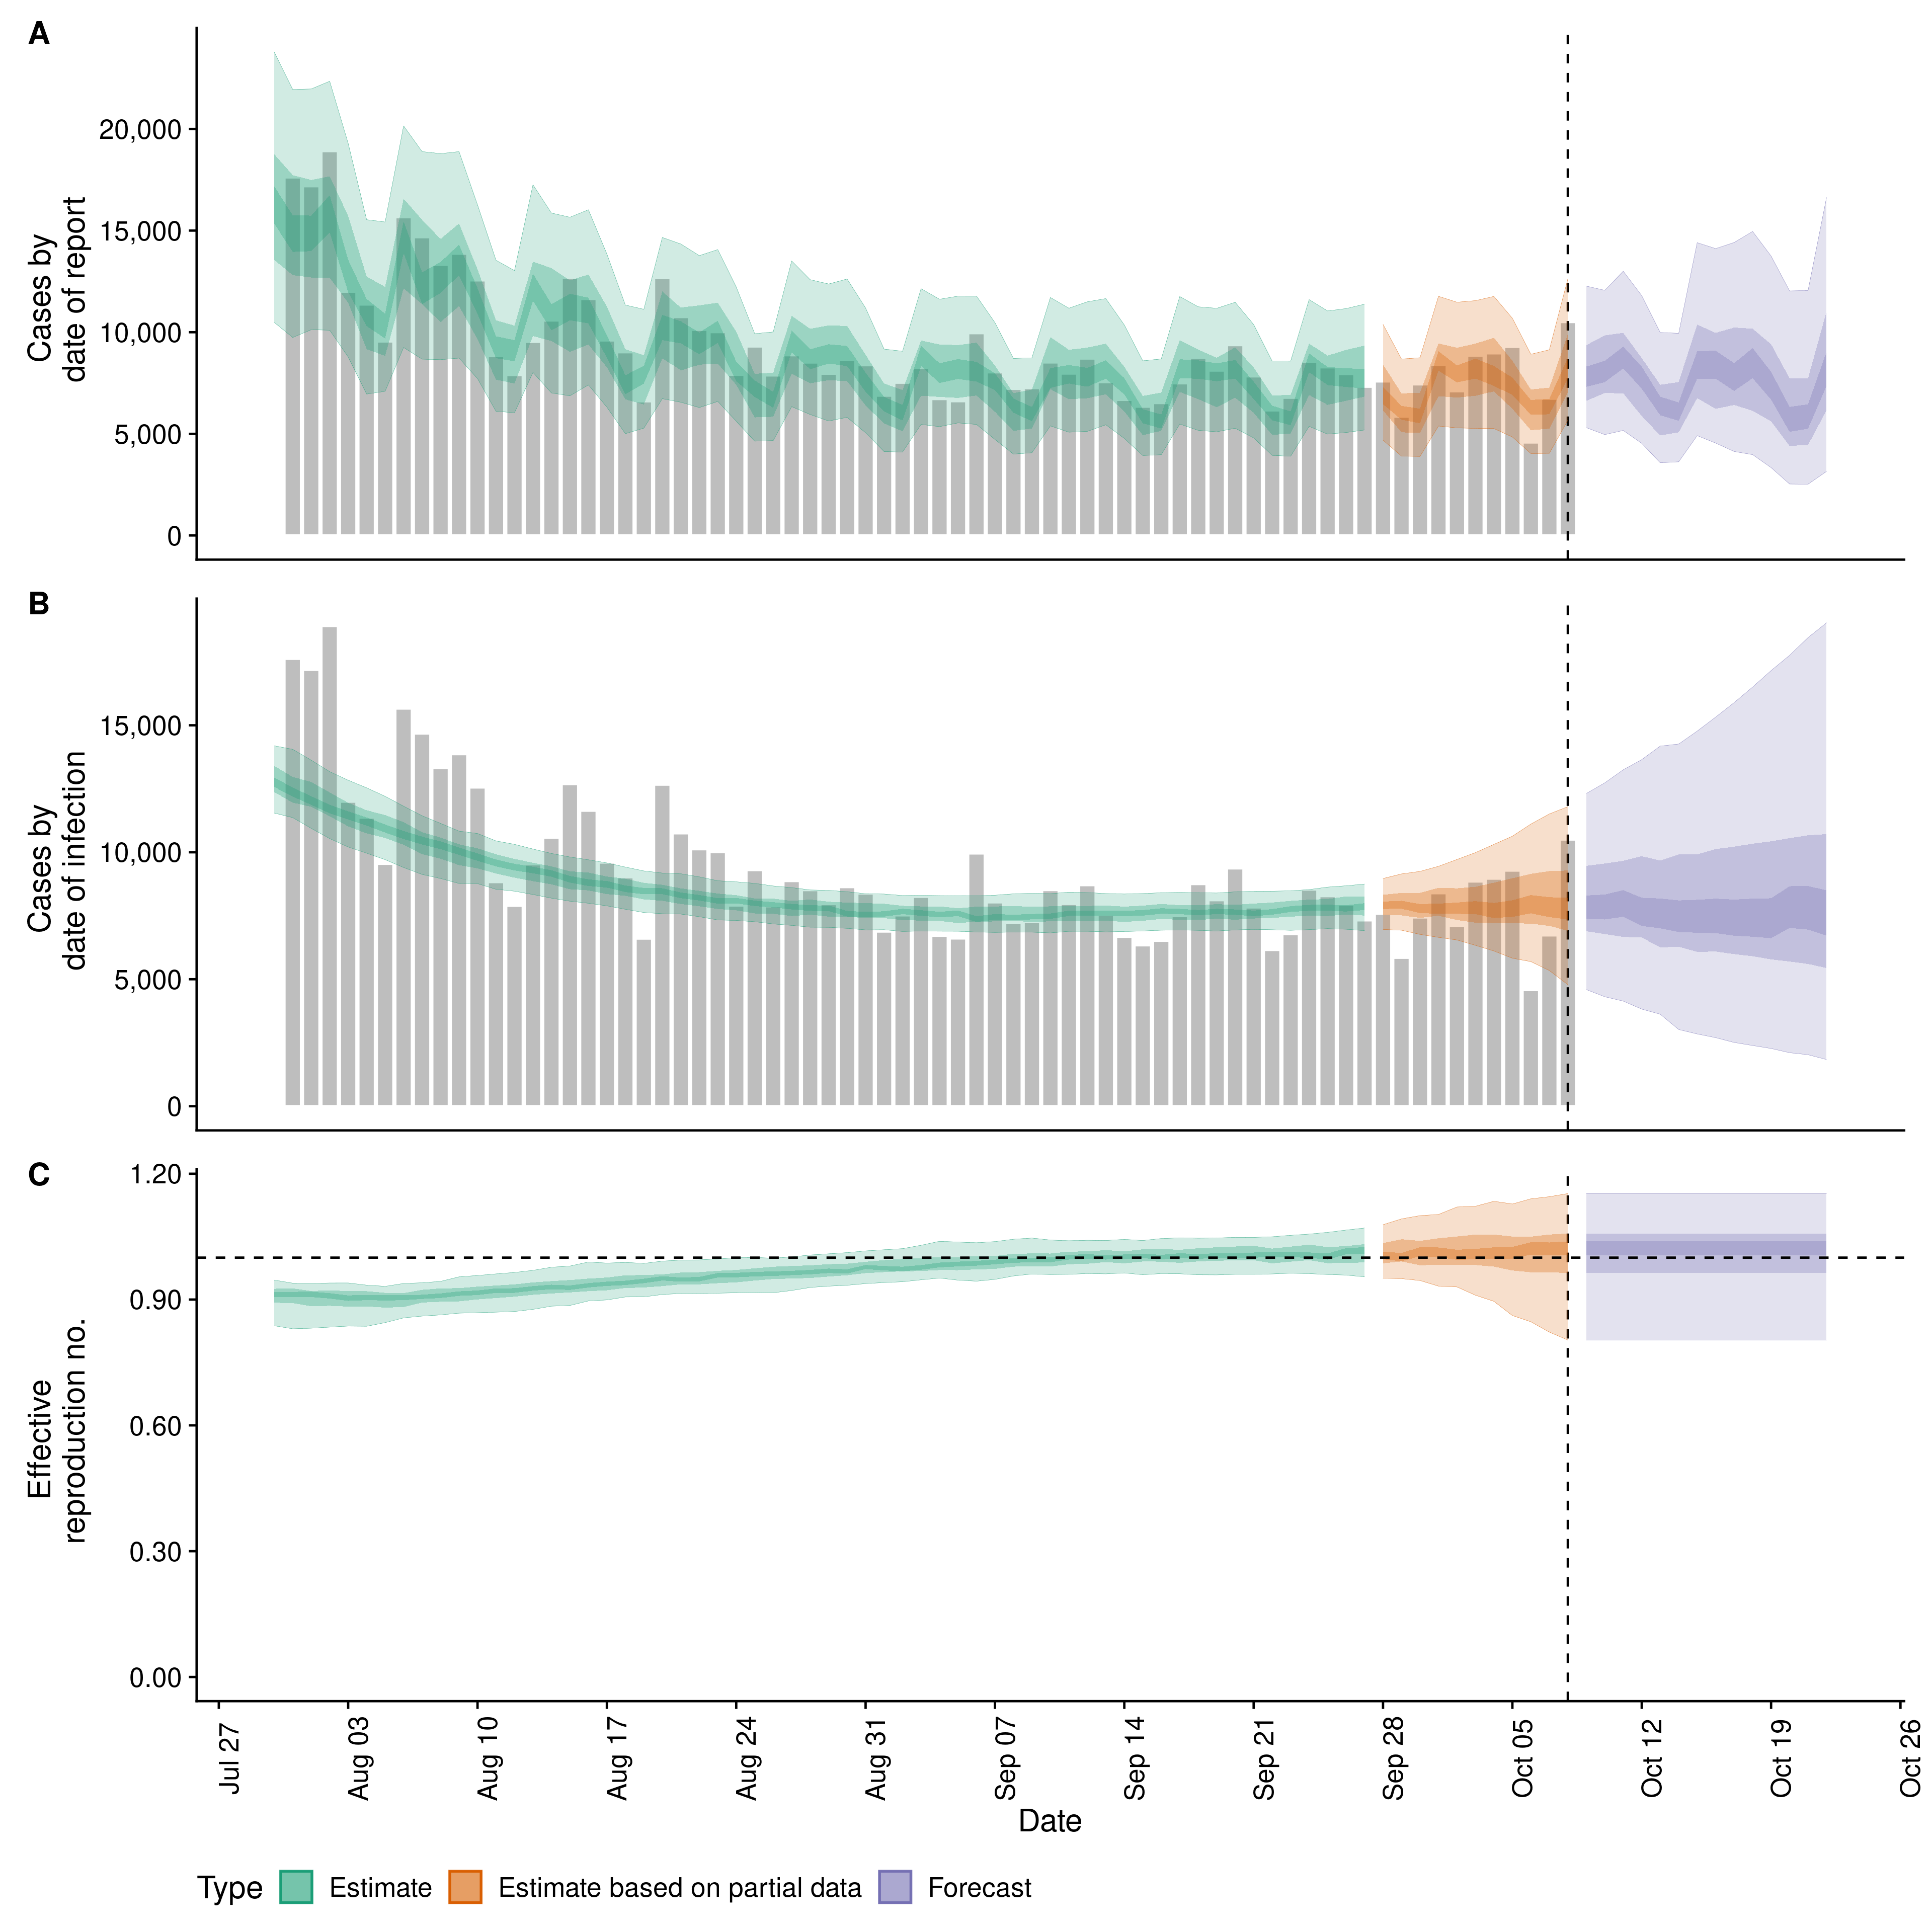 A
Cases by
date of report
20,000
15,000
10,000
5,000
0
B
Cases by
date of infection
15,000
10,000
5,000
0
C
Effective
reproduction no.
1.20
0.90
0.60
0.30
0.00
Jul 27
Aug 03
Aug 10
Aug 17
Aug 24
Aug 31
Sep 07
Sep 14
Sep 21
Sep 28
Oct 05
Oct 12
Oct 19
Oct 26
Date
Type Estimate Estimate based on partial data Forecast